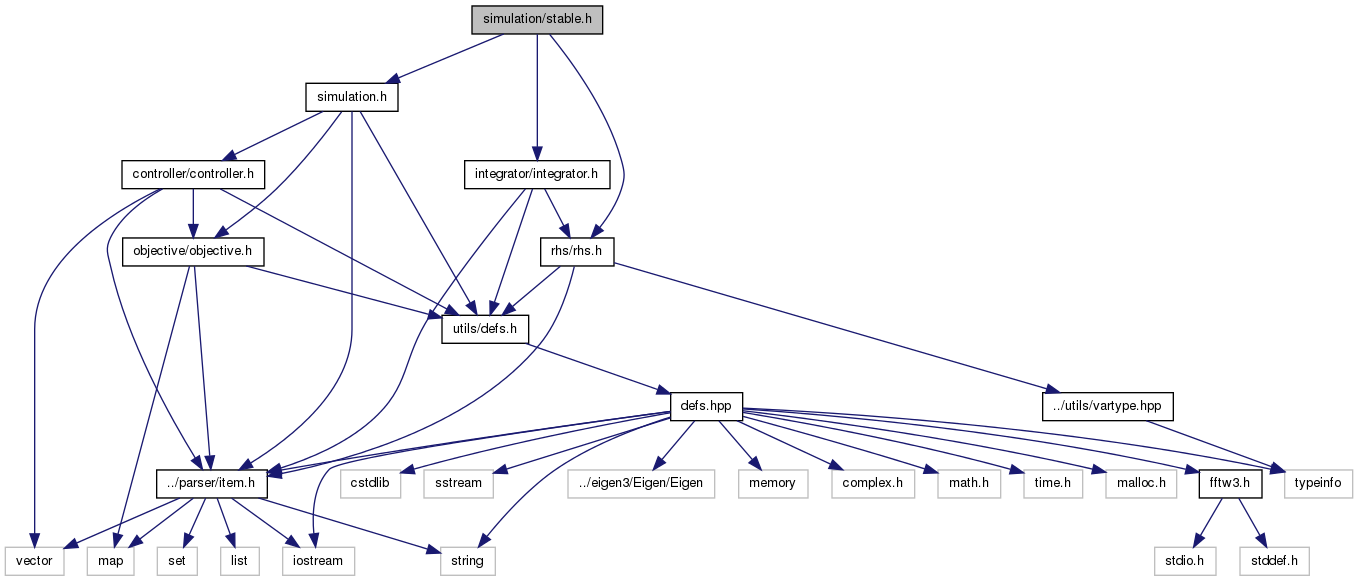 simulation/stable.h
simulation.h
controller/controller.h
integrator/integrator.h
objective/objective.h
rhs/rhs.h
utils/defs.h
defs.hpp
../utils/vartype.hpp
../parser/item.h
cstdlib
sstream
../eigen3/Eigen/Eigen
memory
complex.h
math.h
time.h
malloc.h
fftw3.h
typeinfo
vector
map
set
list
iostream
string
stdio.h
stddef.h